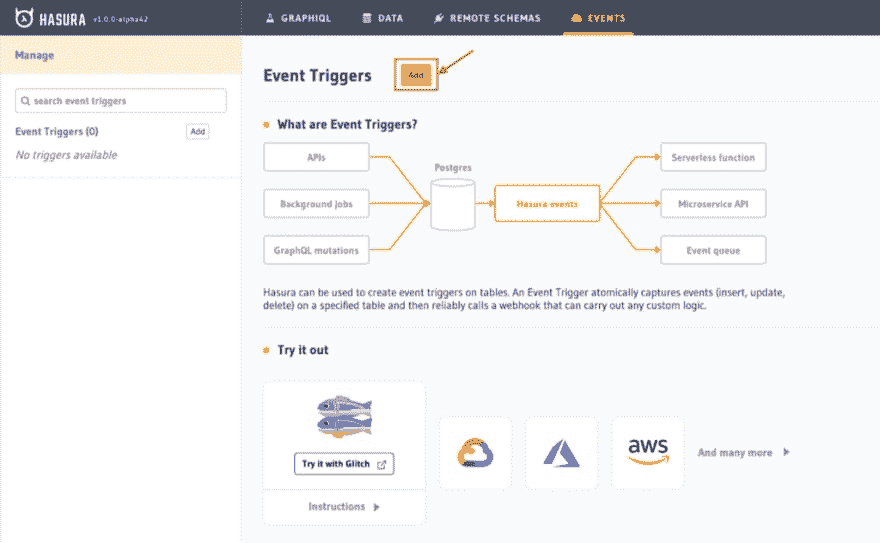 HASURA v1.0.0-alpha42 GRAPHIQL DATA REMOTE SCHEMAS EVENTS
Manage
search event triggers
Event Triggers (0) Add
No triggers available
Event Triggers Add
What are Event Triggers?
APIs
Background jobs
GraphQL mutations
Postgres
Hasura events
Serverless function
Microservice API
Event queue
Hasura can be used to create event triggers on tables. An Event Trigger atomically captures events (insert, update,
delete) on a specified table and then reliably calls a webhook that can carry out any custom logic.
Try it out
Try it with Glitch
Instructions
aws
And many more